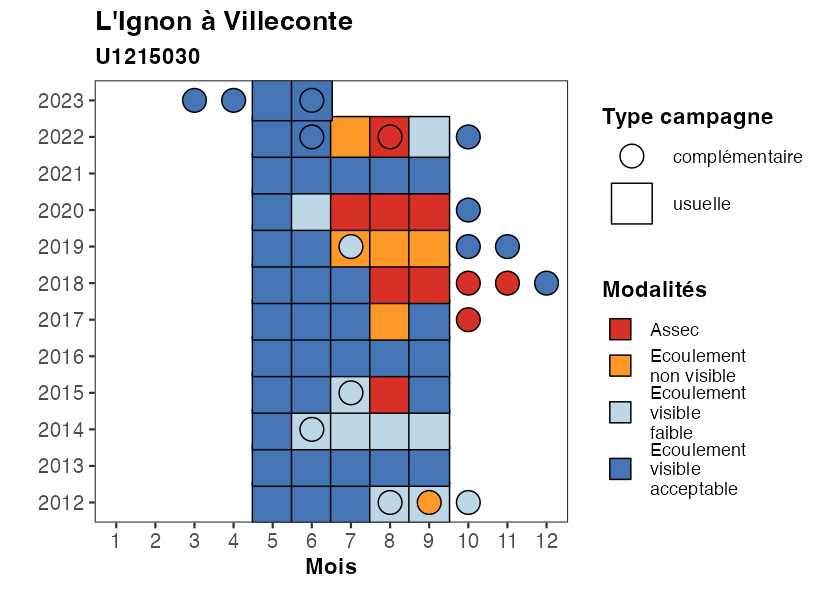 L'Ignon à Villeconte
U1215030
2023
2022
2021
2020
2019
2018
2017
2016
2015
2014
2013
2012
1 2 3 4 5 6 7 8 9 10 11 12
Mois
Type campagne
complémentaire
usuelle
Modalités
Assec
Ecoulement
non visible
Ecoulement
visible
faible
Ecoulement
visible
acceptable